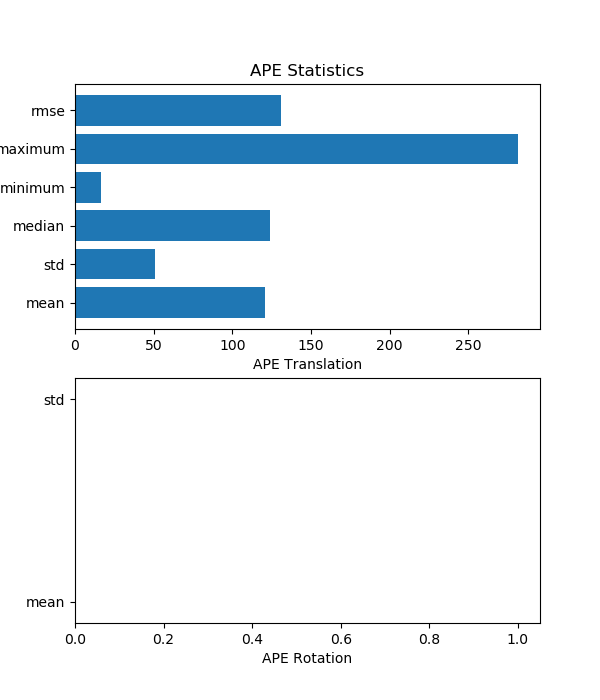 APE Statistics
rmse
maximum
minimum
median
std
mean
0 50 100 150 200 250
APE Translation
std
mean
0.0 0.2 0.4 0.6 0.8 1.0
APE Rotation